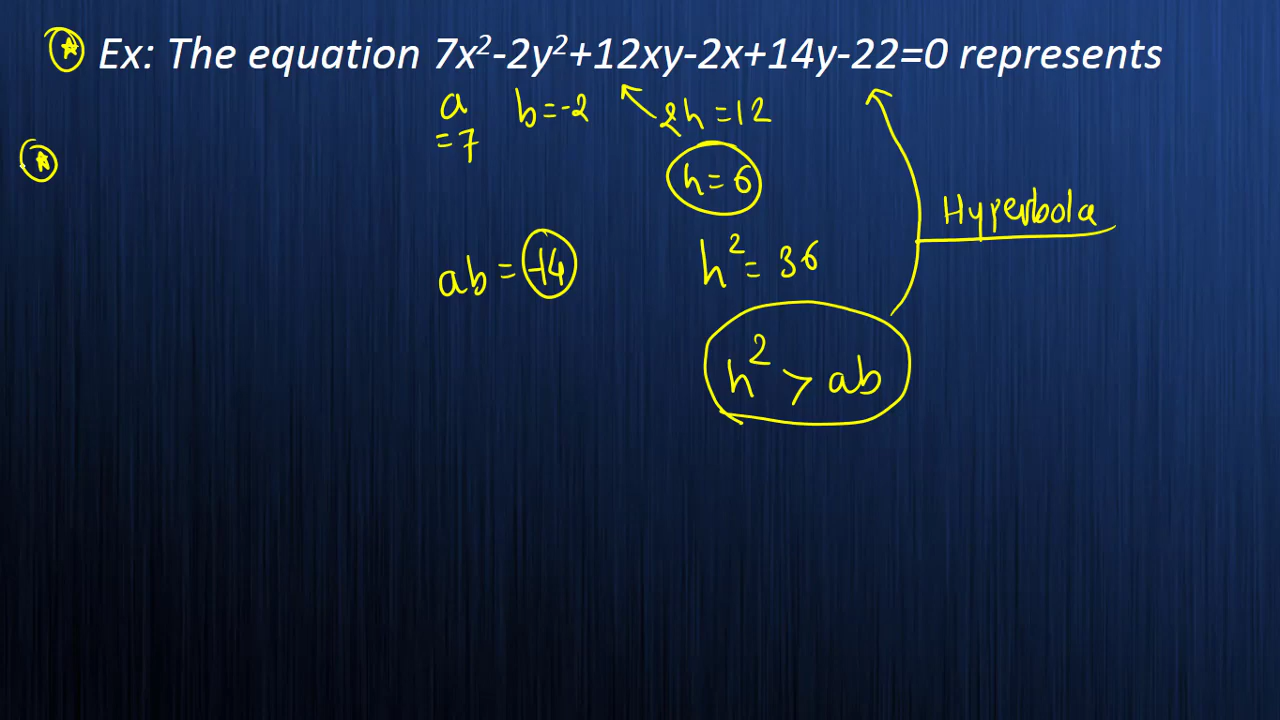 Ex: The equation 7x²-2y²+12xy-2x+14y-22=0 represents
a = 7
b = -2
2h = 12
h = 6
Hyperbola
ab = -14
h² = 36
h² > ab